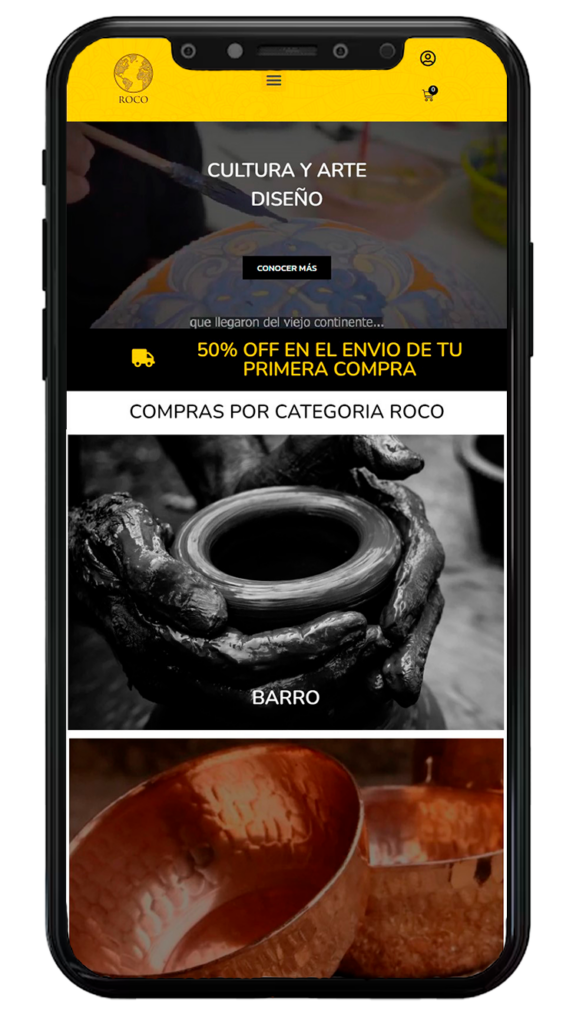 ROCO
0
CULTURA Y ARTE
DISEÑO
CONOCER MÁS
que llegaron del viejo continente...
50% OFF EN EL ENVIO DE TU
PRIMERA COMPRA
COMPRAS POR CATEGORIA ROCO
BARRO